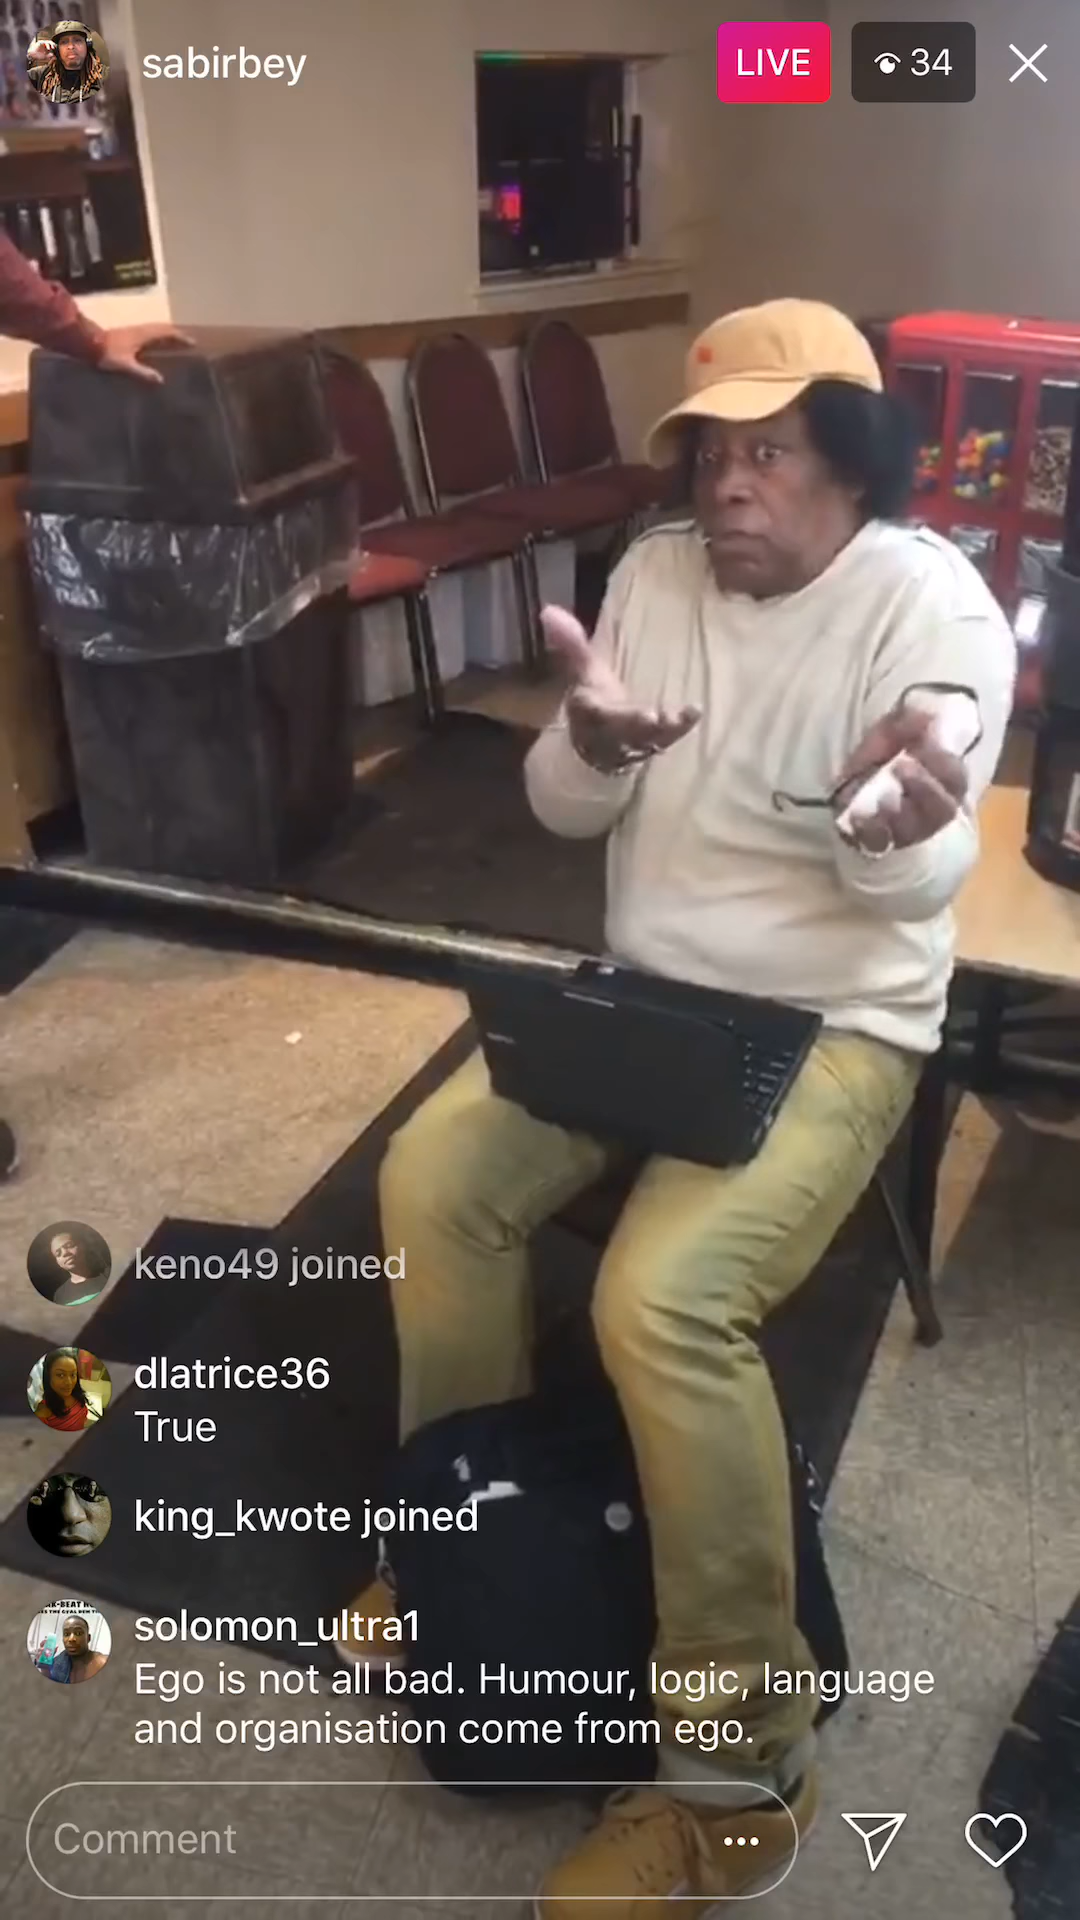 sabirbey
LIVE
34
keno49 joined
dlatrice36
True
king_kwote joined
solomon_ultra1
Ego is not all bad. Humour, logic, language
and organisation come from ego.
Comment